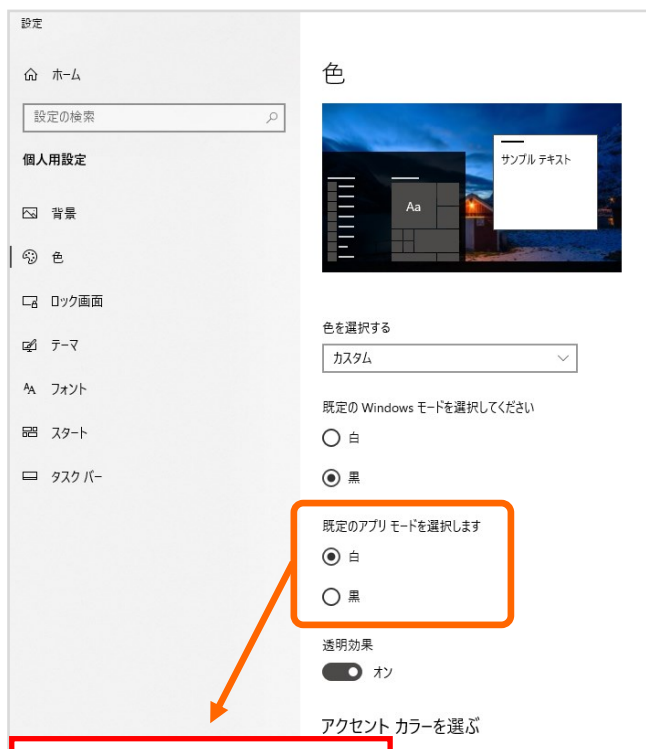 設定
ホーム
設定の検索
個人用設定
背景
色
ロック画面
テーマ
フォント
スタート
タスク バー
色
サンプル テキスト
Aa
色を選択する
カスタム
既定の Windows モードを選択してください
白
黒
既定のアプリ モードを選択します
白
黒
透明効果
オン
アクセント カラーを選ぶ